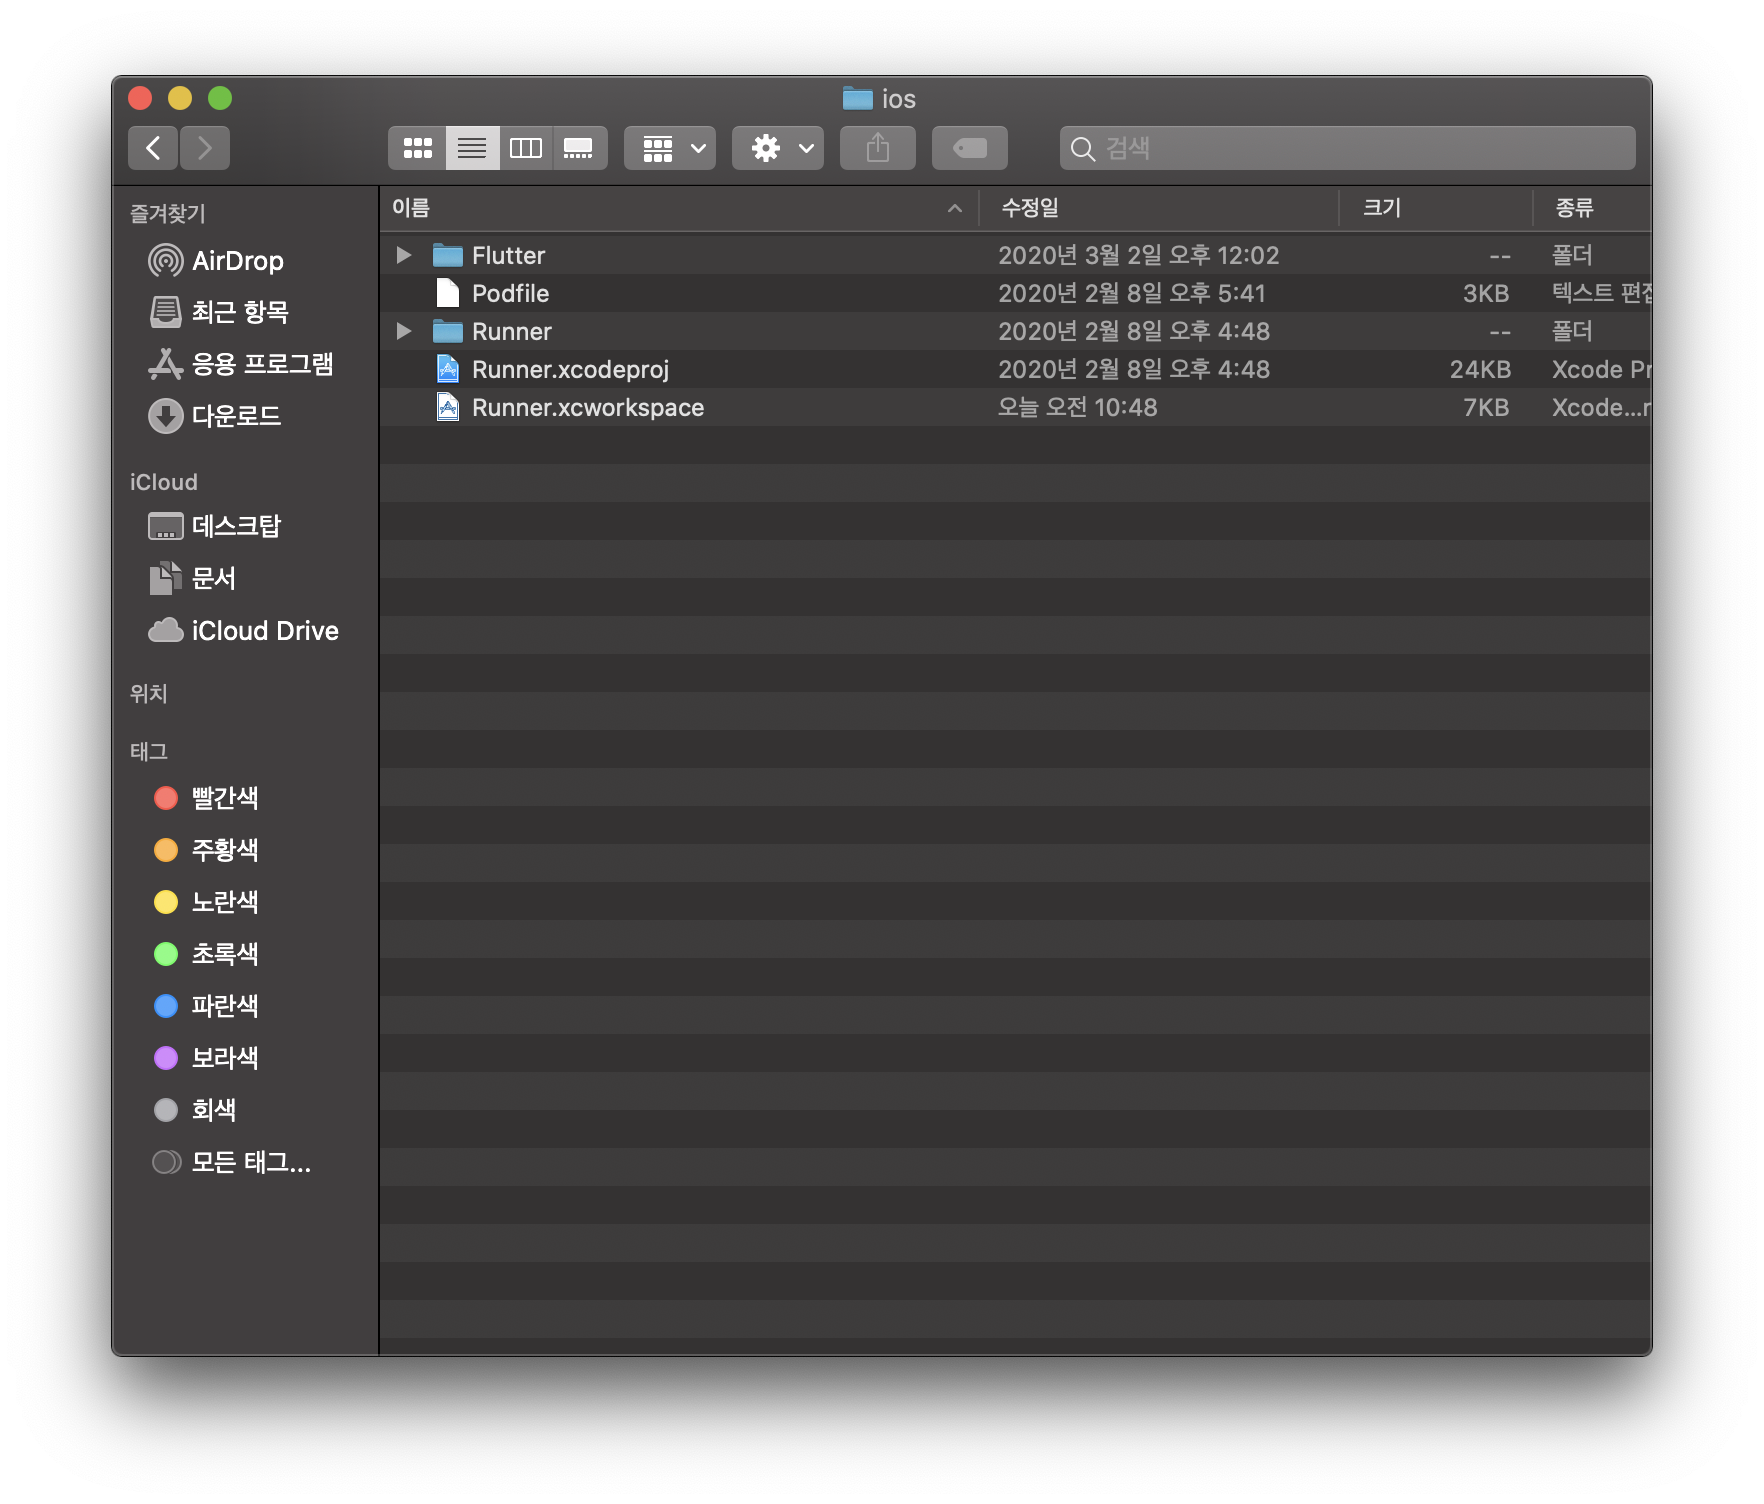 ios
검색
즐겨찾기
AirDrop
최근 항목
응용 프로그램
다운로드
iCloud
데스크탑
문서
iCloud Drive
위치
태그
빨간색
주황색
노란색
초록색
파란색
보라색
회색
모든 태그...
이름 수정일 크기 종류
Flutter 2020년 3월 2일 오후 12:02 -- 폴더
Podfile 2020년 2월 8일 오후 5:41 3KB 텍스트
Runner 2020년 2월 8일 오후 4:48 -- 폴더
Runner.xcodeproj 2020년 2월 8일 오후 4:48 24KB Xcode
Runner.xcworkspace 오늘 오전 10:48 7KB Xcode...